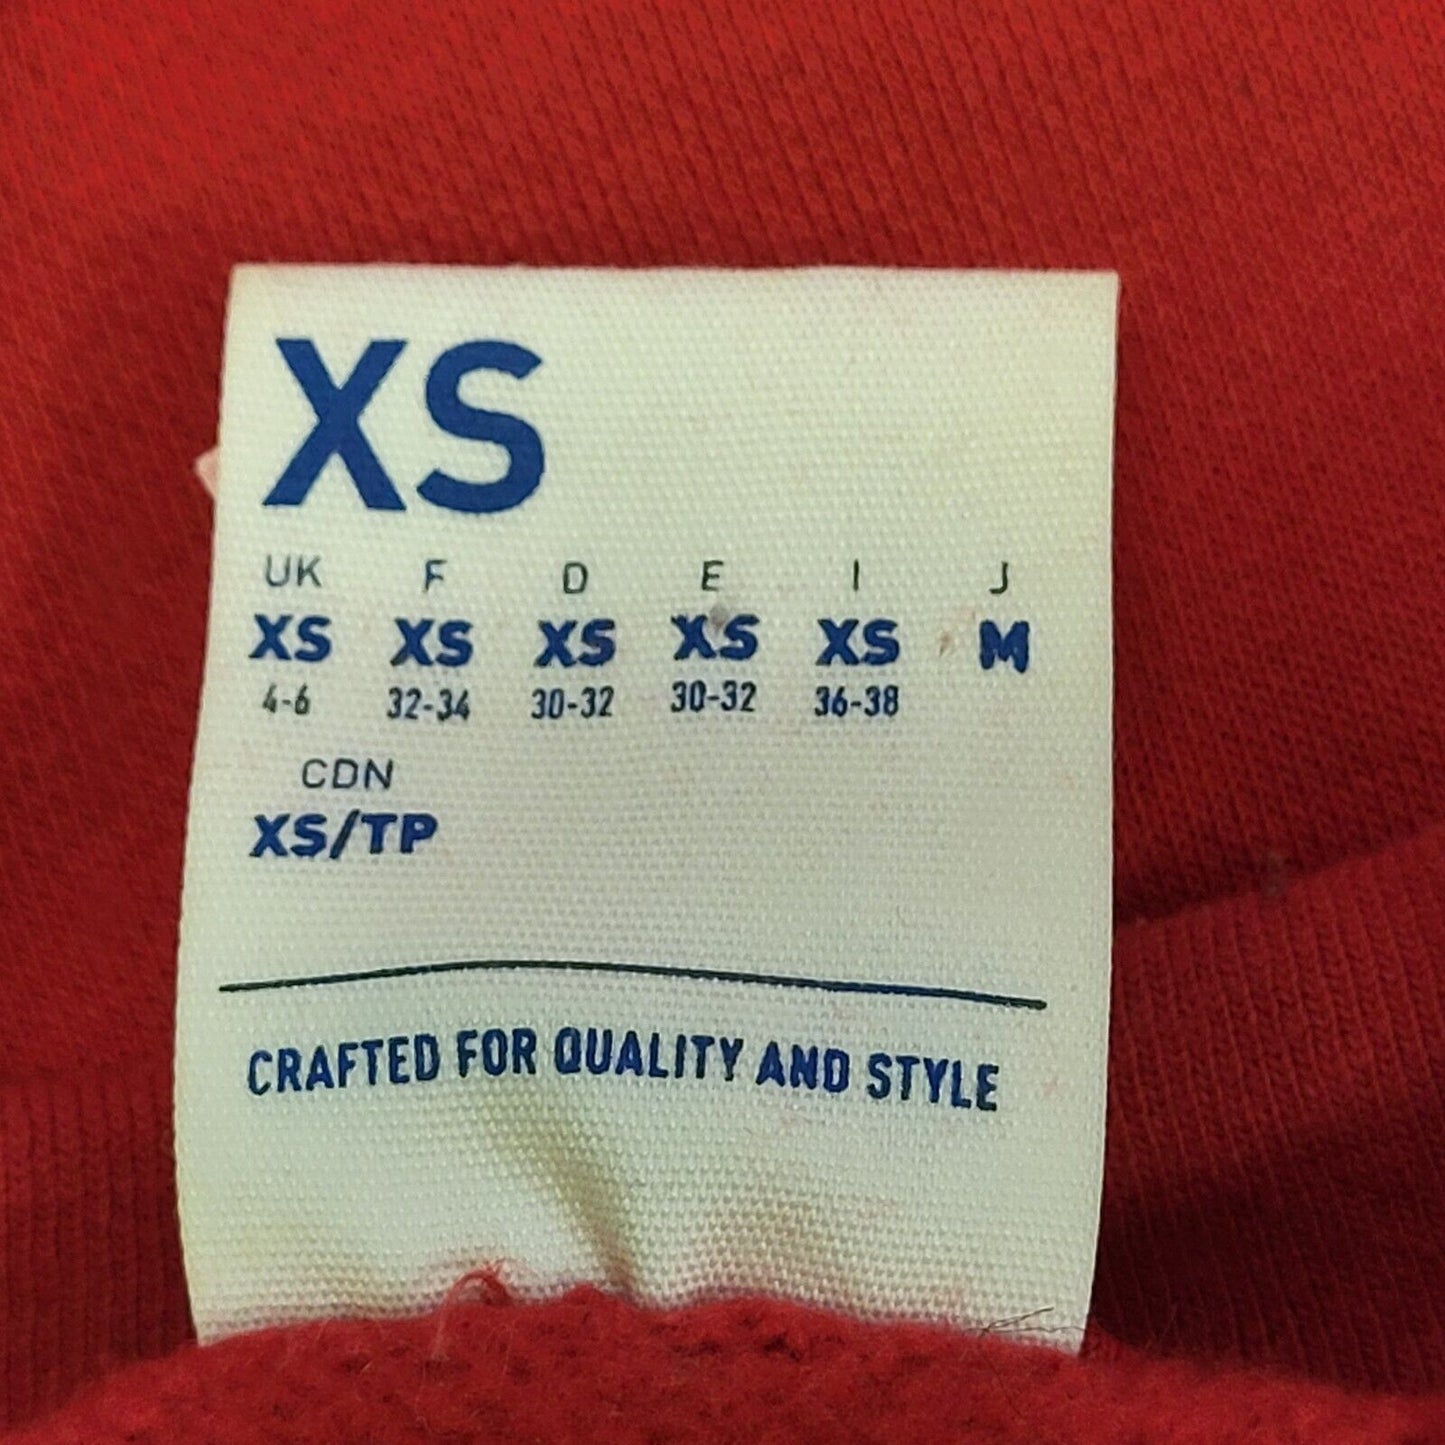 XS
UK F D E I J
XS XS XS XS XS M
4-6 32-34 30-32 30-32 36-38
CDN
XS/TP
CRAFTED FOR QUALITY AND STYLE